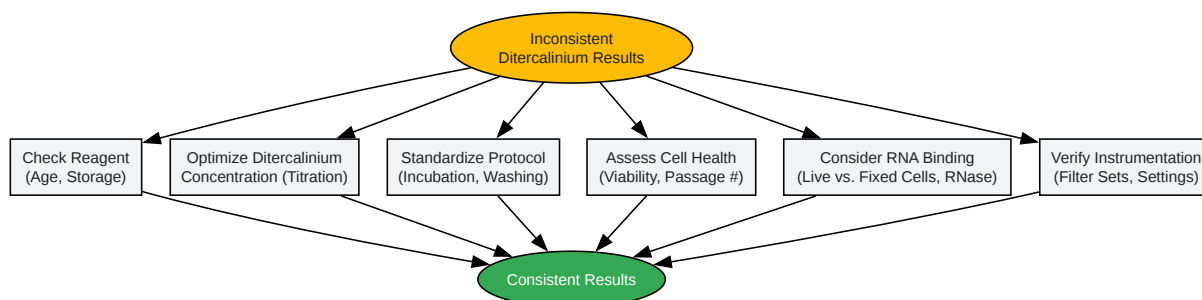 Inconsistent
Ditercalinium Results
Check Reagent
(Age, Storage)
Optimize Ditercalinium
Concentration (Titration)
Standardize Protocol
(Incubation, Washing)
Assess Cell Health
(Viability, Passage #)
Consider RNA Binding
(Live vs. Fixed Cells, RNase)
Verify Instrumentation
(Filter Sets, Settings)
Consistent Results